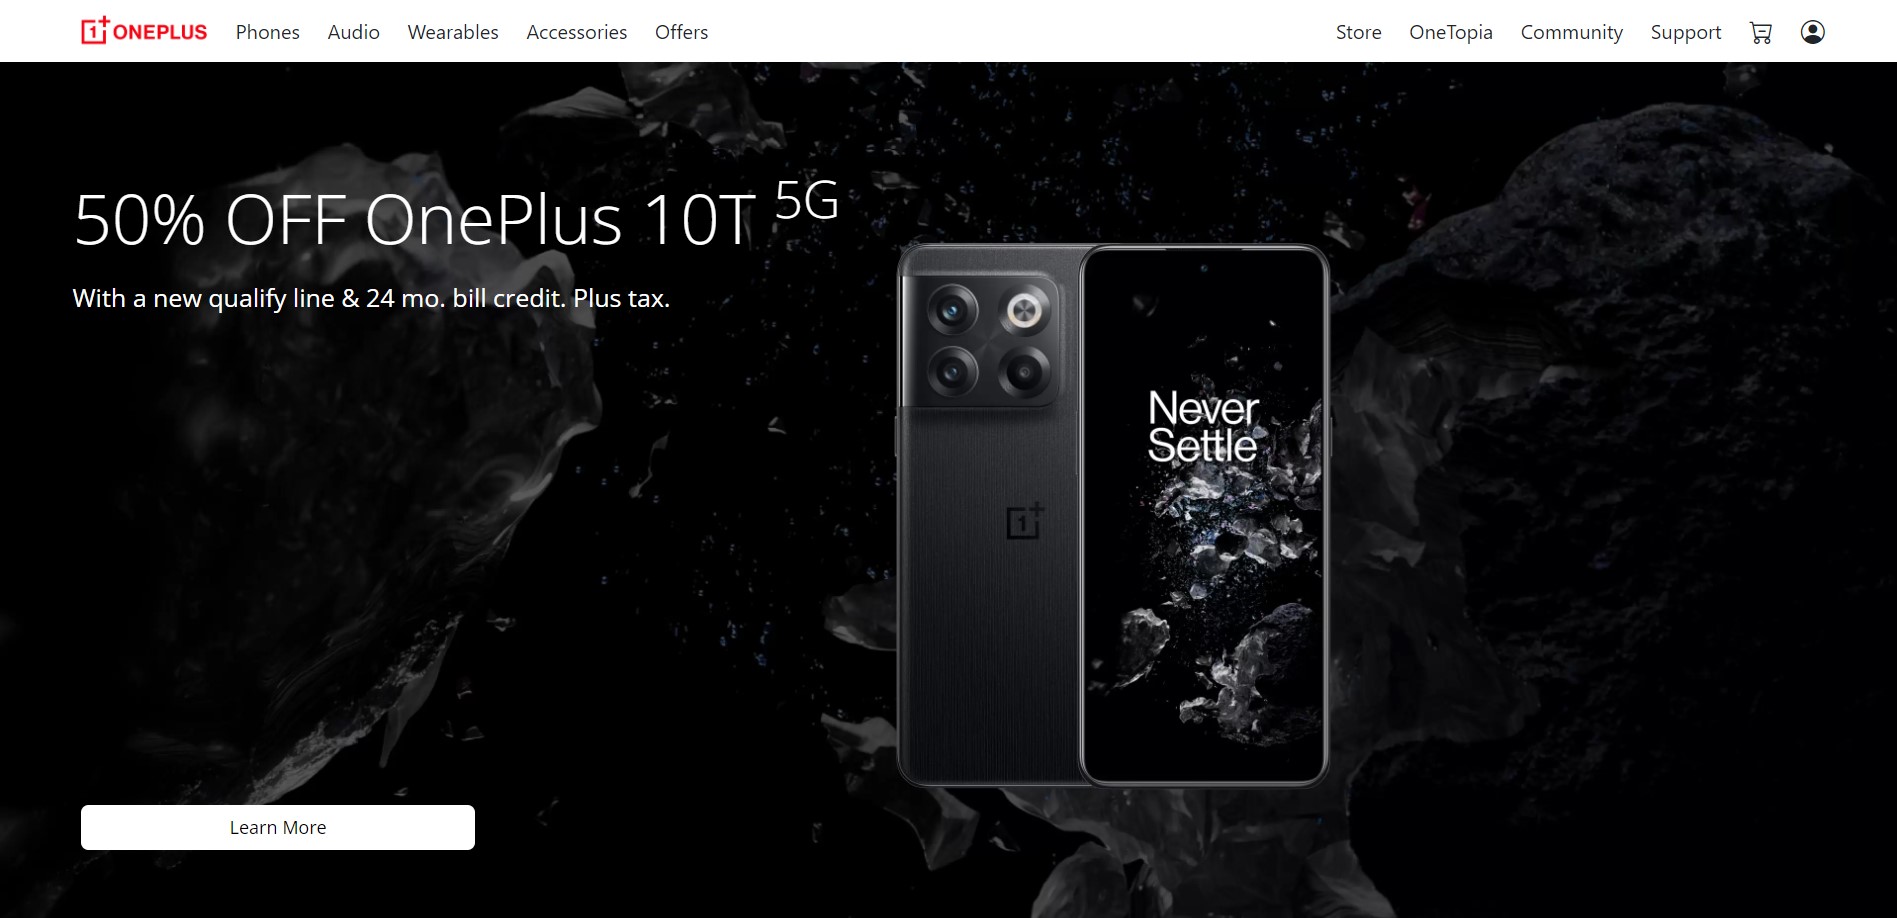 ONEPLUS
Phones
Audio
Wearables
Accessories
Offers
Store
OneTopia
Community
Support
50% OFF OnePlus 10T 5G
With a new qualify line & 24 mo. bill credit. Plus tax.
Never
Settle
Learn More